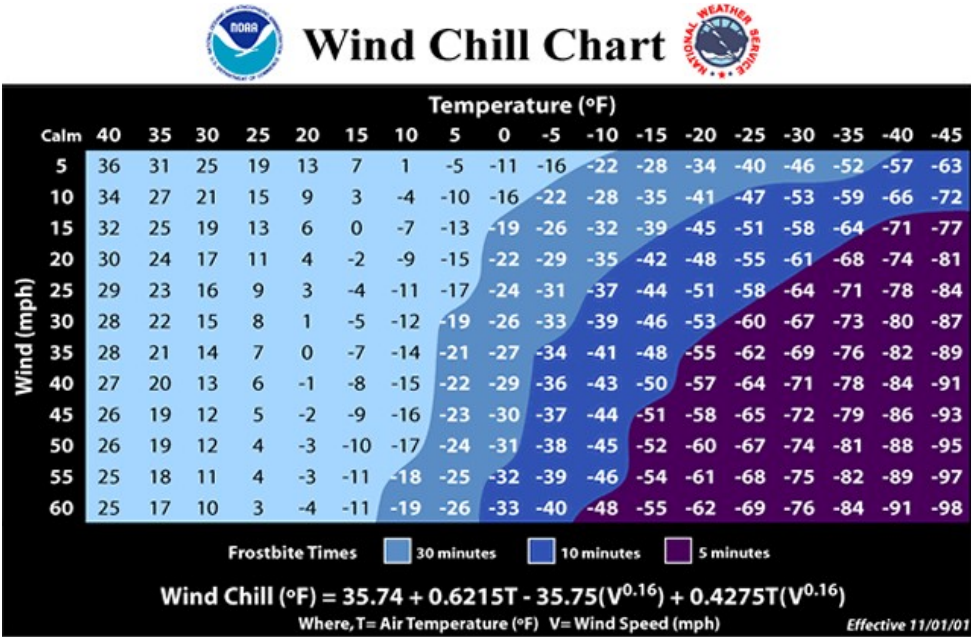 NOAA
NATIONAL OCEANIC AND ATMOSPHERIC ADMINISTRATION
U.S. DEPARTMENT OF COMMERCE
Wind Chill Chart
NATIONAL WEATHER SERVICE
Temperature (ºF)
Calm 40 35 30 25 20 15 10 5 0 -5 -10 -15 -20 -25 -30 -35 -40 -45
Wind (mph)
5 36 31 25 19 13 7 1 -5 -11 -16 -22 -28 -34 -40 -46 -52 -57 -63
10 34 27 21 15 9 3 -4 -10 -16 -22 -28 -35 -41 -47 -53 -59 -66 -72
15 32 25 19 13 6 0 -7 -13 -19 -26 -32 -39 -45 -51 -58 -64 -71 -77
20 30 24 17 11 4 -2 -9 -15 -22 -29 -35 -42 -48 -55 -61 -68 -74 -81
25 29 23 16 9 3 -4 -11 -17 -24 -31 -37 -44 -51 -58 -64 -71 -78 -84
30 28 22 15 8 1 -5 -12 -19 -26 -33 -39 -46 -53 -60 -67 -73 -80 -87
35 28 21 14 7 0 -7 -14 -21 -27 -34 -41 -48 -55 -62 -69 -76 -82 -89
40 27 20 13 6 -1 -8 -15 -22 -29 -36 -43 -50 -57 -64 -71 -78 -84 -91
45 26 19 12 5 -2 -9 -16 -23 -30 -37 -44 -51 -58 -65 -72 -79 -86 -93
50 26 19 12 4 -3 -10 -17 -24 -31 -38 -45 -52 -60 -67 -74 -81 -88 -95
55 25 18 11 4 -3 -11 -18 -25 -32 -39 -46 -54 -61 -68 -75 -82 -89 -97
60 25 17 10 3 -4 -11 -19 -26 -33 -40 -48 -55 -62 -69 -76 -84 -91 -98
Frostbite Times 30 minutes 10 minutes 5 minutes
Wind Chill (ºF) = 35.74 + 0.6215T - 35.75(V^0.16) + 0.4275T(V^0.16)
Where, T= Air Temperature (ºF) V= Wind Speed (mph)
Effective 11/01/01